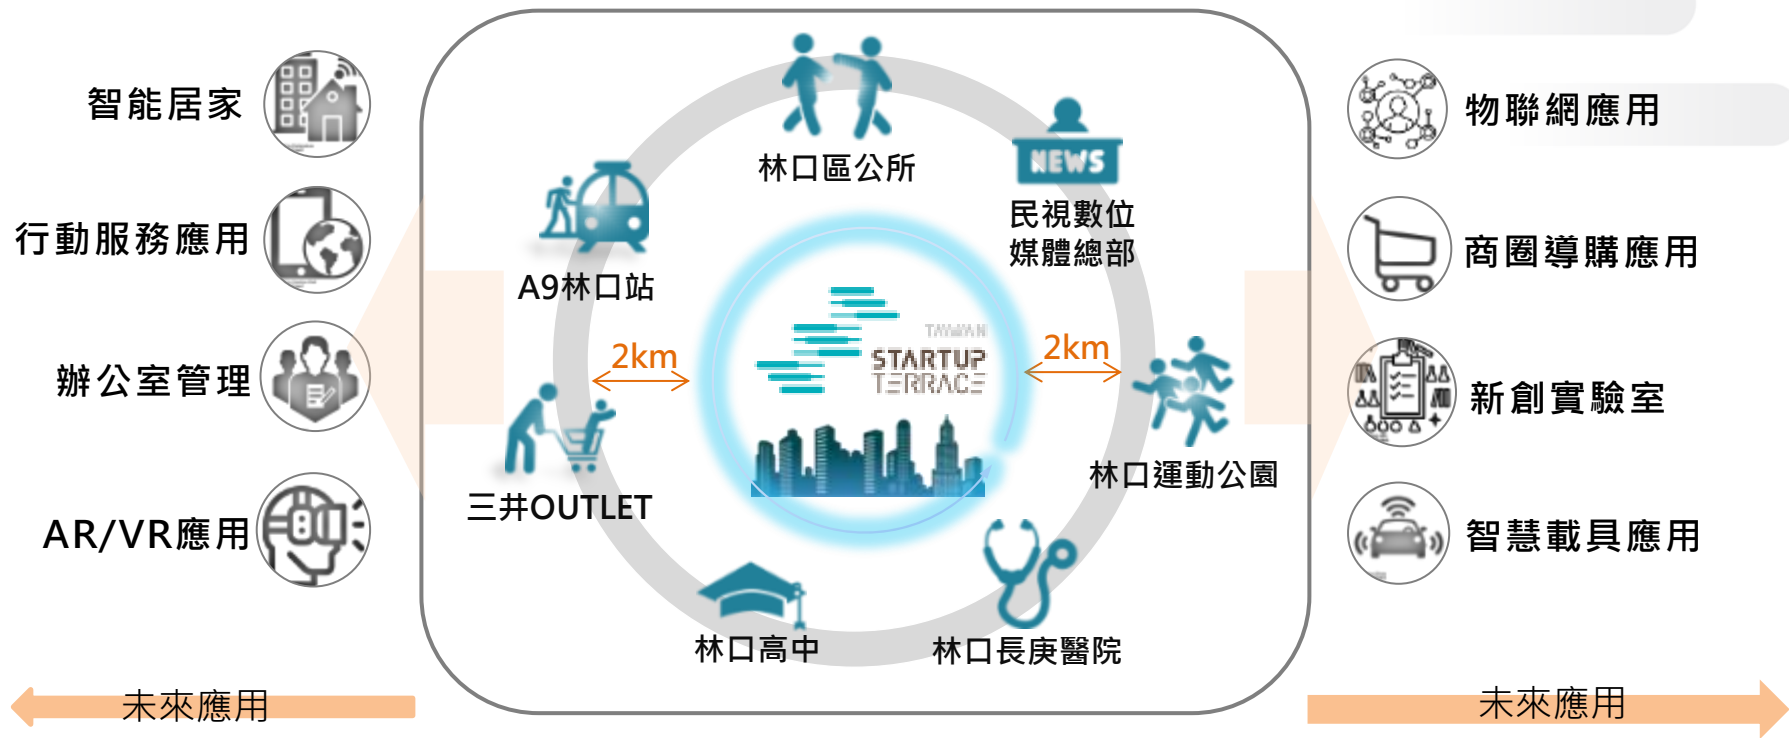 智能居家
行動服務應用
辦公室管理
AR/VR應用
未來應用
林口區公所
NEWS
民視數位
媒體總部
A9林口站
TAIWAN
STARTUP
TERRACE
2km
2km
三井OUTLET
林口運動公園
林口高中
林口長庚醫院
物聯網應用
商圈導購應用
新創實驗室
智慧載具應用
未來應用